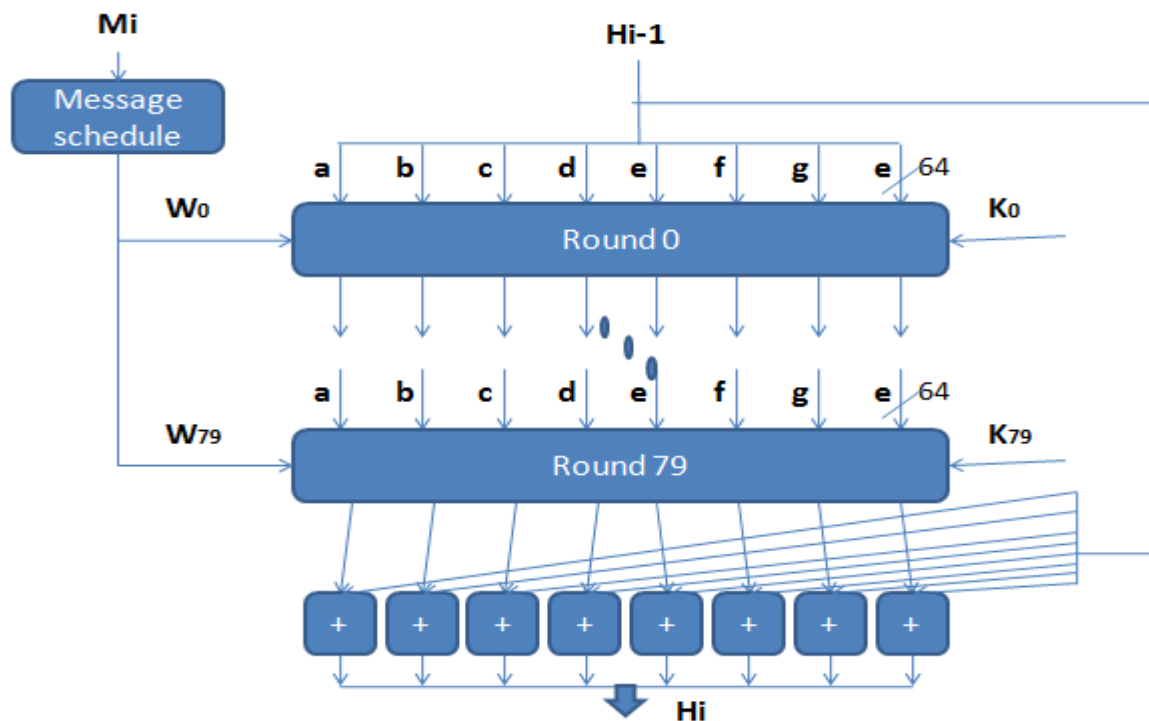 Mi
Hi-1
Message
schedule
a b c d e f g e 64
W0 K0
Round 0
a b c d e f g e 64
W79 K79
Round 79
+ + + + + + + +
Hi